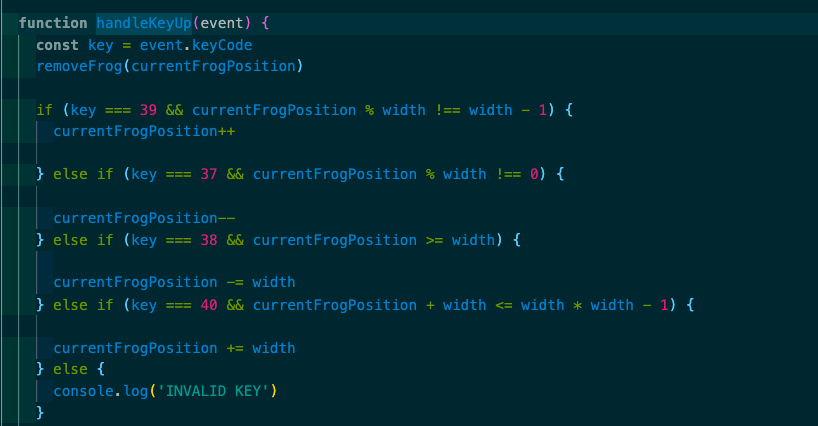 function handleKeyUp(event) {
const key = event.keyCode
removeFrog(currentFrogPosition)
if (key === 39 && currentFrogPosition % width !== width - 1) {
currentFrogPosition++
} else if (key === 37 && currentFrogPosition % width !== 0) {
currentFrogPosition--
} else if (key === 38 && currentFrogPosition >= width) {
currentFrogPosition -= width
} else if (key === 40 && currentFrogPosition + width <= width * width - 1) {
currentFrogPosition += width
} else {
console.log('INVALID KEY')
}